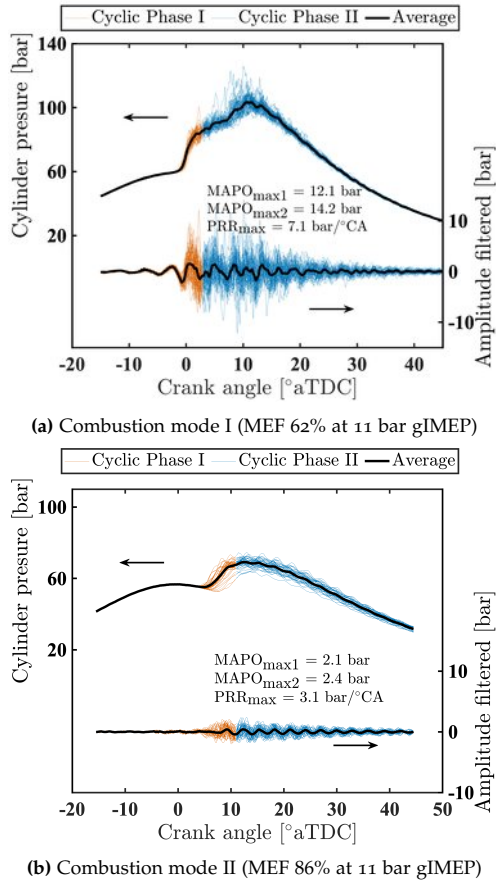 Cyclic Phase I Cyclic Phase II Average
140
100
60
20
Cylinder presure [bar]
MAPOmax1 = 12.1 bar
MAPOmax2 = 14.2 bar
PRRmax = 7.1 bar/°CA
10
0
-10
Amplitude filtered [bar]
-20 -10 0 10 20 30 40
Crank angle [°aTDC]
(a) Combustion mode I (MEF 62% at 11 bar gIMEP)
Cyclic Phase I Cyclic Phase II Average
100
60
20
Cylinder presure [bar]
MAPOmax1 = 2.1 bar
MAPOmax2 = 2.4 bar
PRRmax = 3.1 bar/°CA
10
0
-10
Amplitude filtered [bar]
-20 -10 0 10 20 30 40 50
Crank angle [°aTDC]
(b) Combustion mode II (MEF 86% at 11 bar gIMEP)